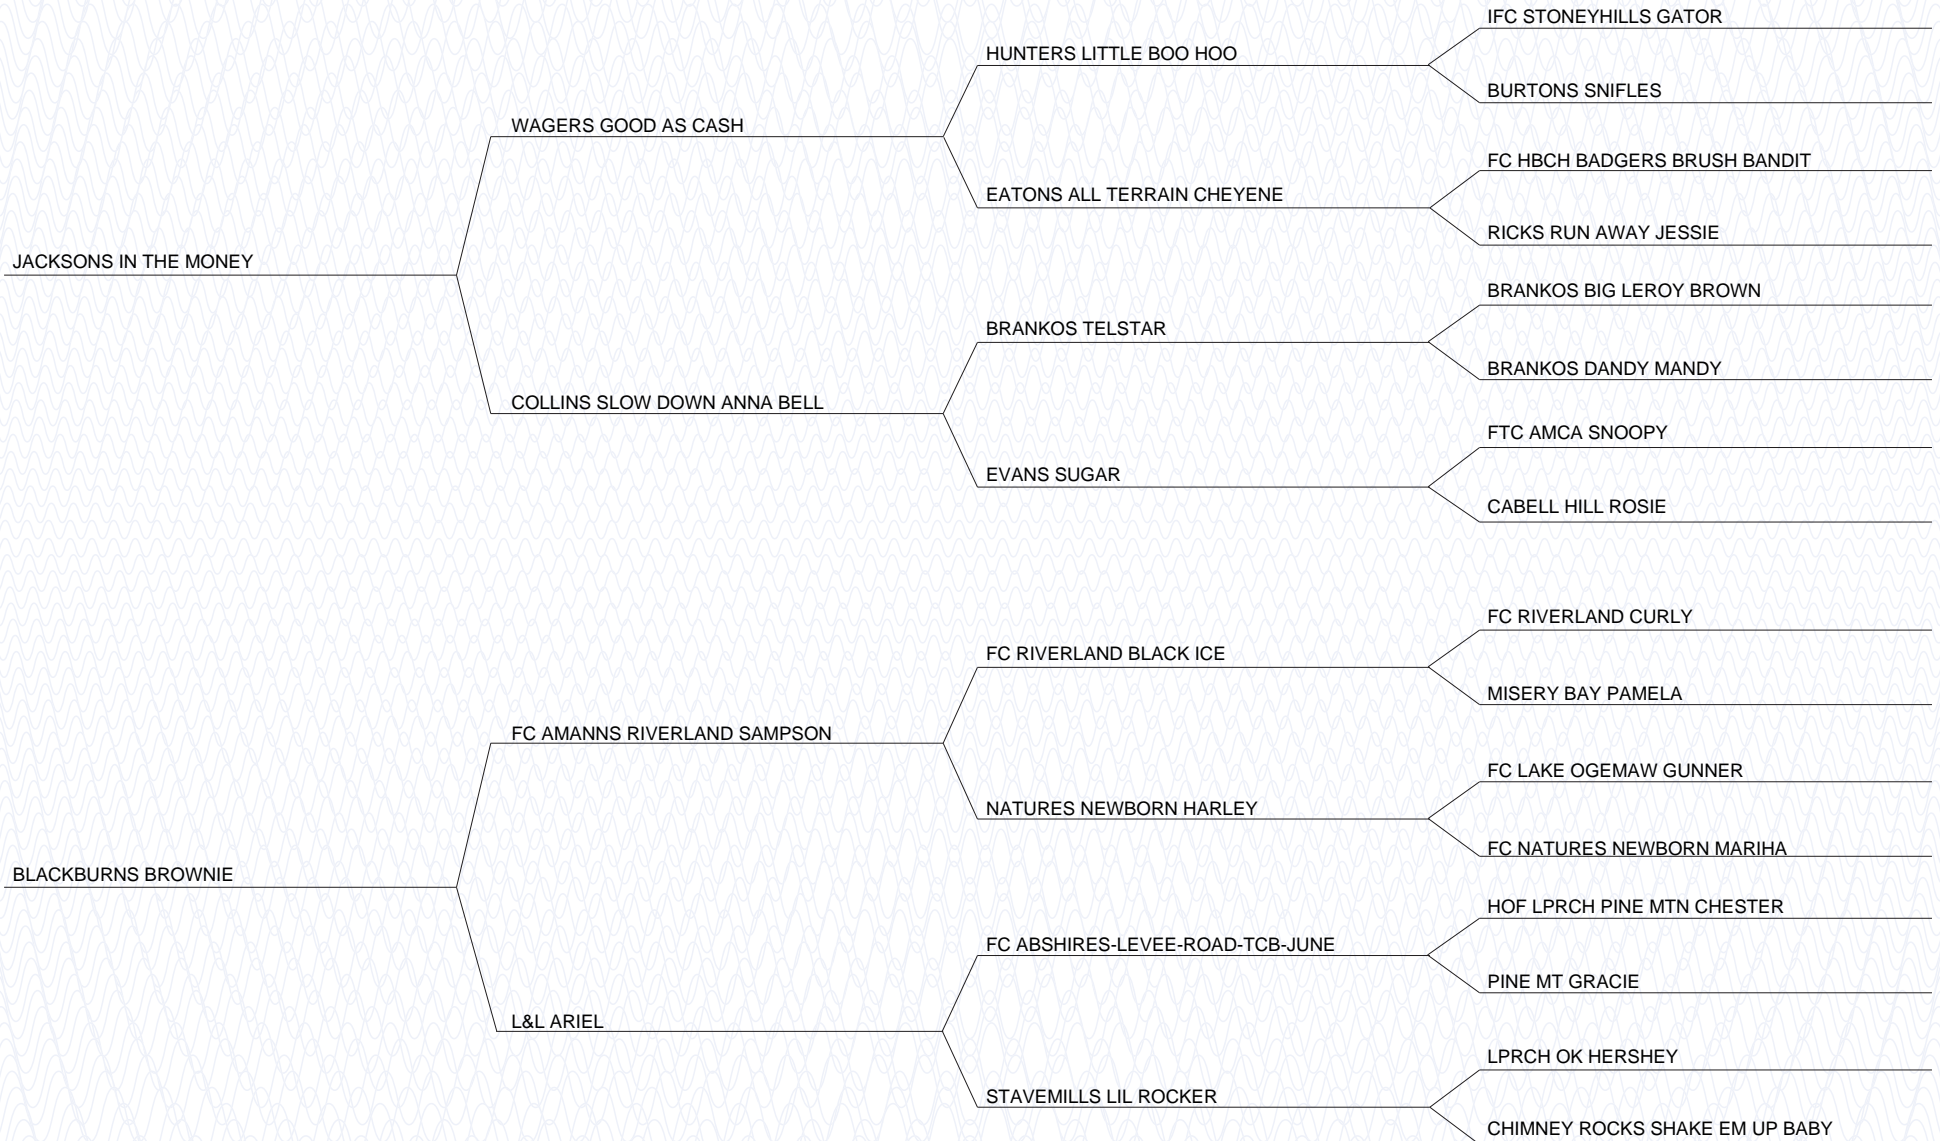 IFC STONEYHILLS GATOR
HUNTERS LITTLE BOO HOO
BURTONS SNIFLES
WAGERS GOOD AS CASH
FC HBCH BADGERS BRUSH BANDIT
EATONS ALL TERRAIN CHEYENE
RICKS RUN AWAY JESSIE
JACKSONS IN THE MONEY
BRANKOS BIG LEROY BROWN
BRANKOS TELSTAR
BRANKOS DANDY MANDY
COLLINS SLOW DOWN ANNA BELL
FTC AMCA SNOOPY
EVANS SUGAR
CABELL HILL ROSIE
FC RIVERLAND CURLY
FC RIVERLAND BLACK ICE
MISERY BAY PAMELA
FC AMANNS RIVERLAND SAMPSON
FC LAKE OGEMAW GUNNER
NATURES NEWBORN HARLEY
FC NATURES NEWBORN MARIHA
BLACKBURNS BROWNIE
HOF LPRCH PINE MTN CHESTER
FC ABSHIRES-LEVEE-ROAD-TCB-JUNE
PINE MT GRACIE
L&L ARIEL
LPRCH OK HERSHEY
STAVEMILLS LIL ROCKER
CHIMNEY ROCKS SHAKE EM UP BABY